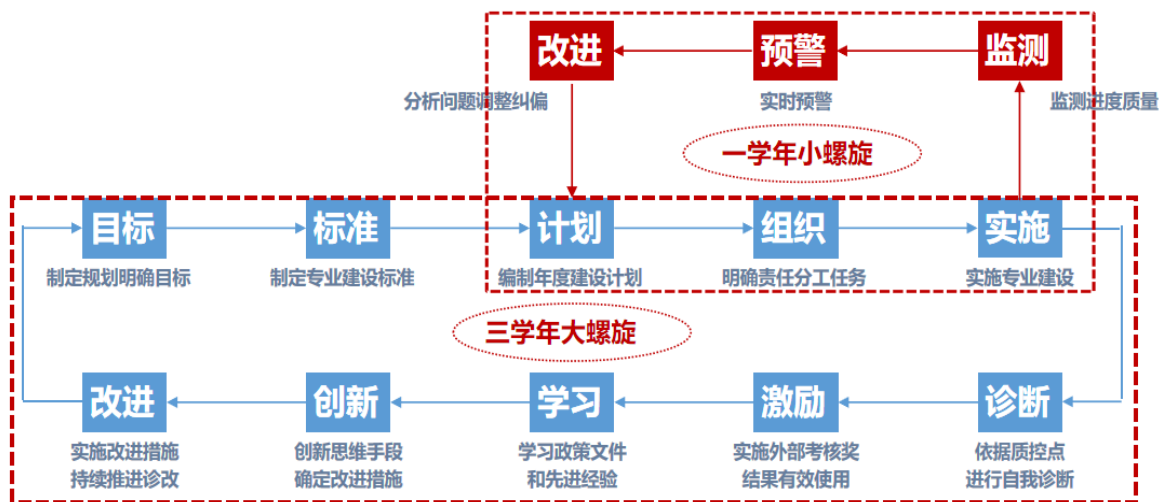 改进
预警
监测
分析问题调整纠偏
实时预警
监测进度质量
一学年小螺旋
目标
标准
计划
组织
实施
制定规划明确目标
制定专业建设标准
编制年度建设计划
明确责任分工任务
实施专业建设
三学年大螺旋
改进
创新
学习
激励
诊断
实施改进措施
持续推进诊改
创新思维手段
确定改进措施
学习政策文件
和先进经验
实施外部考核奖
结果有效使用
依据质控点
进行自我诊断